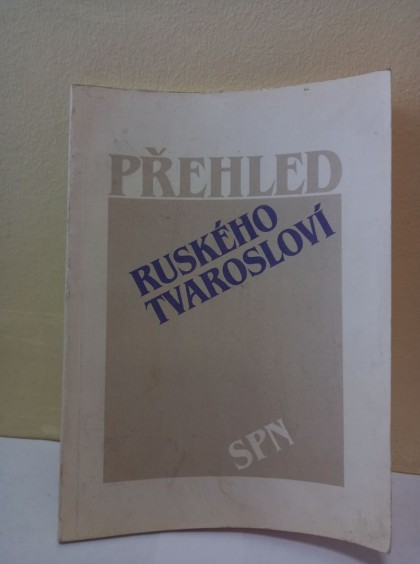 PŘEHLED
RUSKÉHO
TVAROSLOVÍ
SPN